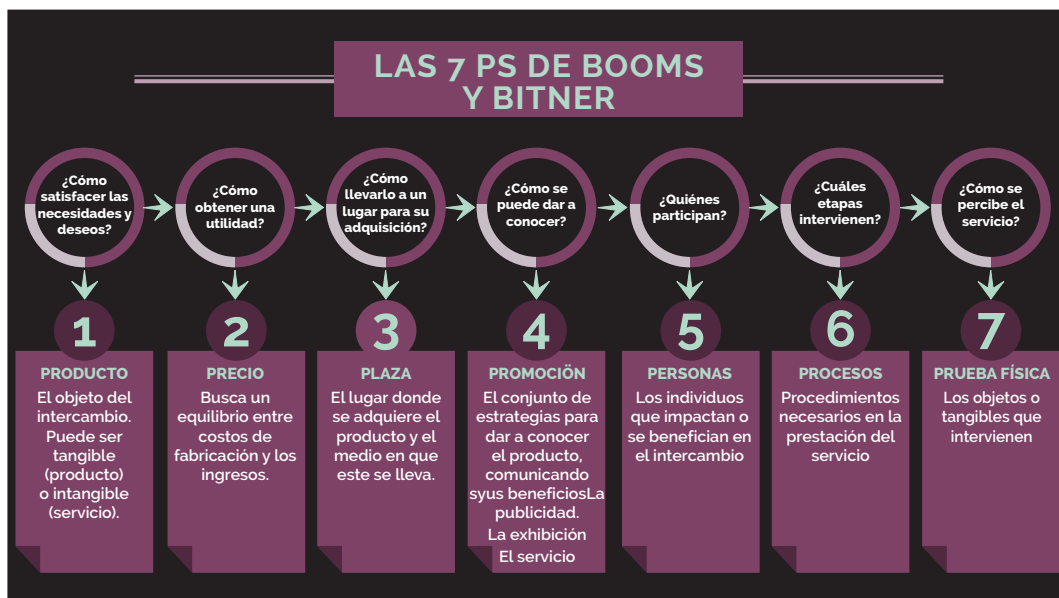 LAS 7 PS DE BOOMS
Y BITNER
¿Cómo
satisfacer las
necesidades y
deseos?
¿Cómo
obtener una
utilidad?
¿Cómo
llevarlo a un
lugar para su
adquisición?
¿Cómo se
puede dar a
conocer?
¿Quiénes
participan?
¿Cuáles
etapas
intervienen?
¿Cómo se
percibe el
servicio?
1
PRODUCTO
El objeto del
intercambio.
Puede ser
tangible
(producto)
o intangible
(servicio).
2
PRECIO
Busca un
equilibrio entre
costos de
fabricación y los
ingresos.
3
PLAZA
El lugar donde
se adquiere el
producto y el
medio en que
este se lleva.
4
PROMOCIÖN
El conjunto de
estrategias para
dar a conocer
el producto,
comunicando
syus beneficiosLa
publicidad.
La exhibición
El servicio
5
PERSONAS
Los individuos
que impactan o
se benefician en
el intercambio
6
PROCESOS
Procedimientos
necesarios en la
prestación del
servicio
7
PRUEBA FÍSICA
Los objetos o
tangibles que
intervienen